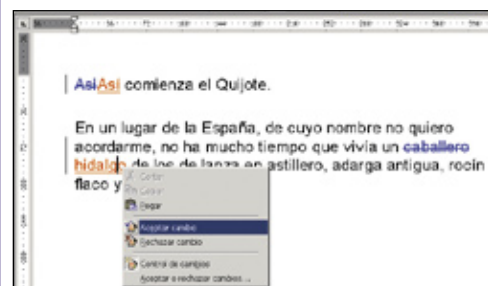 AsiAsí comienza el Quijote.
En un lugar de la España, de cuyo nombre no quiero
acordarme, no ha mucho tiempo que vivía un caballero
hidalgo de los de lanza en astillero, adarga antigua, rocín
flaco y
Cortar
Copiar
Pegar
Aceptar cambio
Rechazar cambio
Control de cambios
Aceptar o rechazar cambios ...